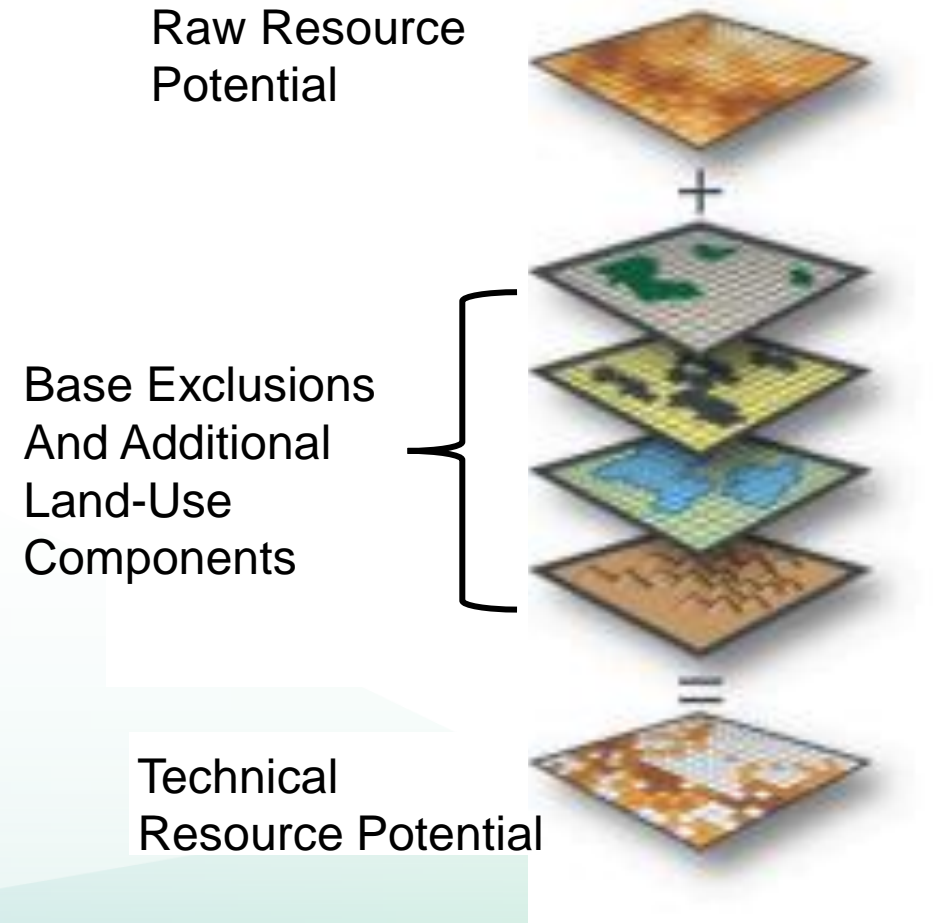 Raw Resource
Potential
+
Base Exclusions
And Additional
Land-Use
Components
=
Technical
Resource Potential